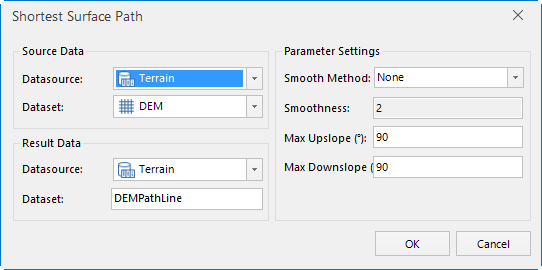 Shortest Surface Path
Source Data
Datasource: Terrain
Dataset: DEM
Result Data
Datasource: Terrain
Dataset: DEMPathLine
Parameter Settings
Smooth Method: None
Smoothness: 2
Max Upslope (°): 90
Max Downslope ( 90
OK Cancel